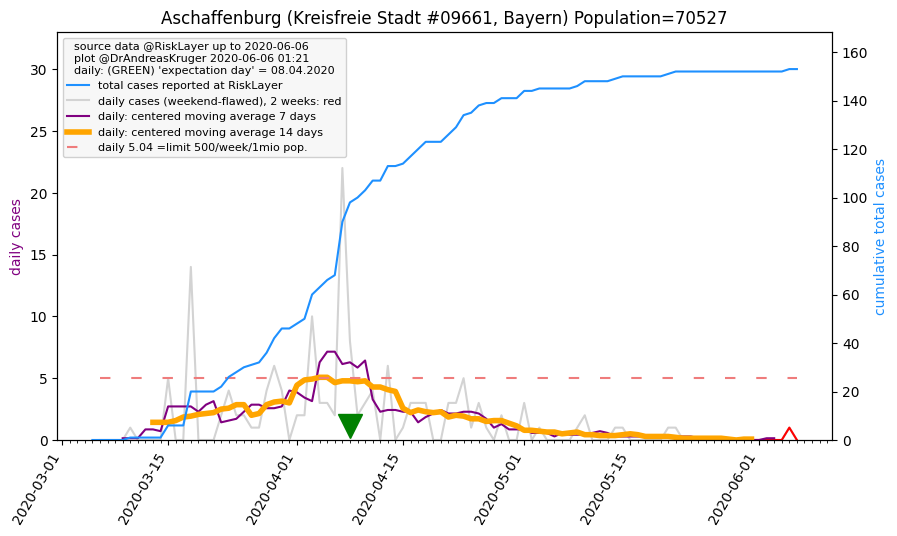 Aschaffenburg (Kreisfreie Stadt #09661, Bayern) Population=70527
source data @RiskLayer up to 2020-06-06
plot @DrAndreasKruger 2020-06-06 01:21
daily: (GREEN) 'expectation day' = 08.04.2020
total cases reported at RiskLayer
daily cases (weekend-flawed), 2 weeks: red
daily: centered moving average 7 days
daily: centered moving average 14 days
daily 5.04 =limit 500/week/1mio pop.
daily cases
30
25
20
15
10
5
0
160
140
120
100
80
60
40
20
0
cumulative total cases
2020-03-01
2020-03-15
2020-04-01
2020-04-15
2020-05-01
2020-05-15
2020-06-01